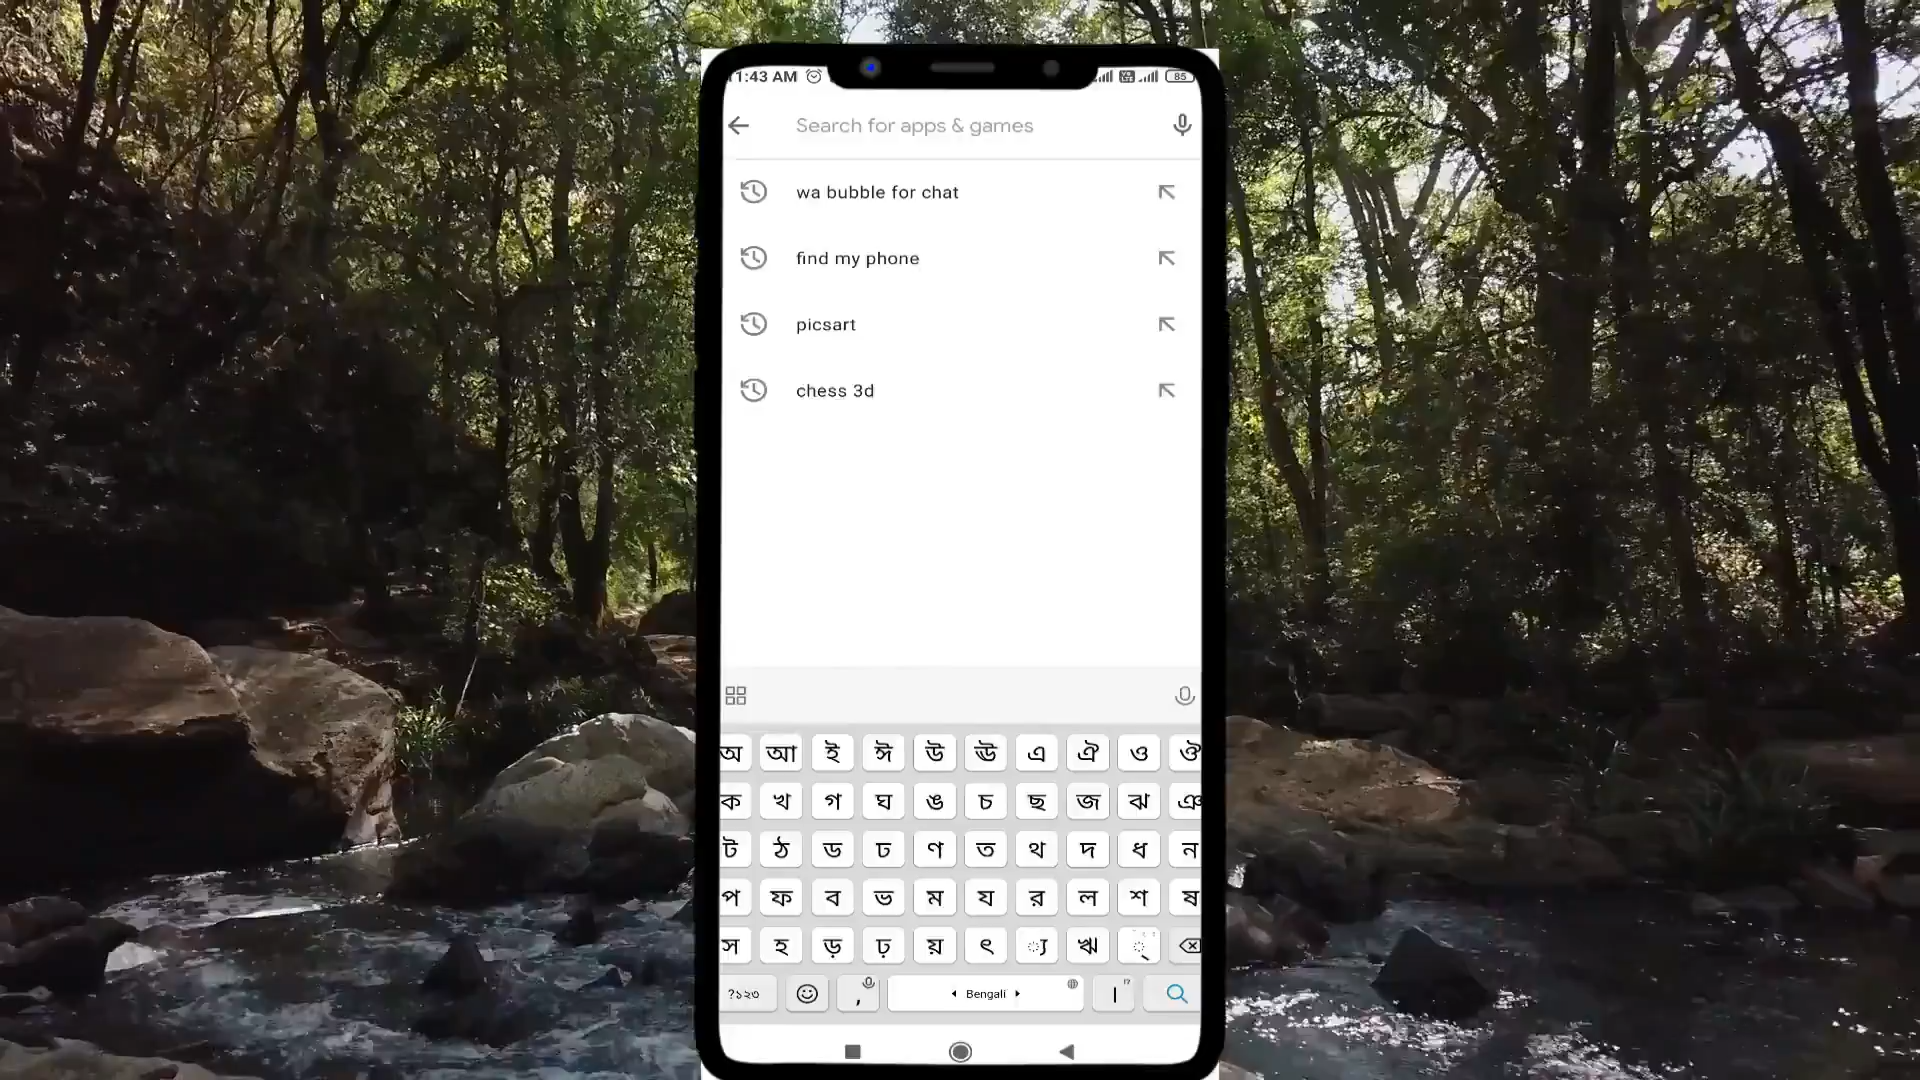 1:43 AM
85
Search for apps & games
wa bubble for chat
find my phone
picsart
chess 3d
অ আ ই ঈ উ ঊ এ ঐ ও ঔ
ক খ গ ঘ ঙ চ ছ জ ঝ ঞ
ট ঠ ড ঢ ণ ত থ দ ধ ন
প ফ ব ভ ম য র ল শ ষ
স হ ড় ঢ় য় ৎ ্য ঋ ্
?১২৩ , Bengali । !?